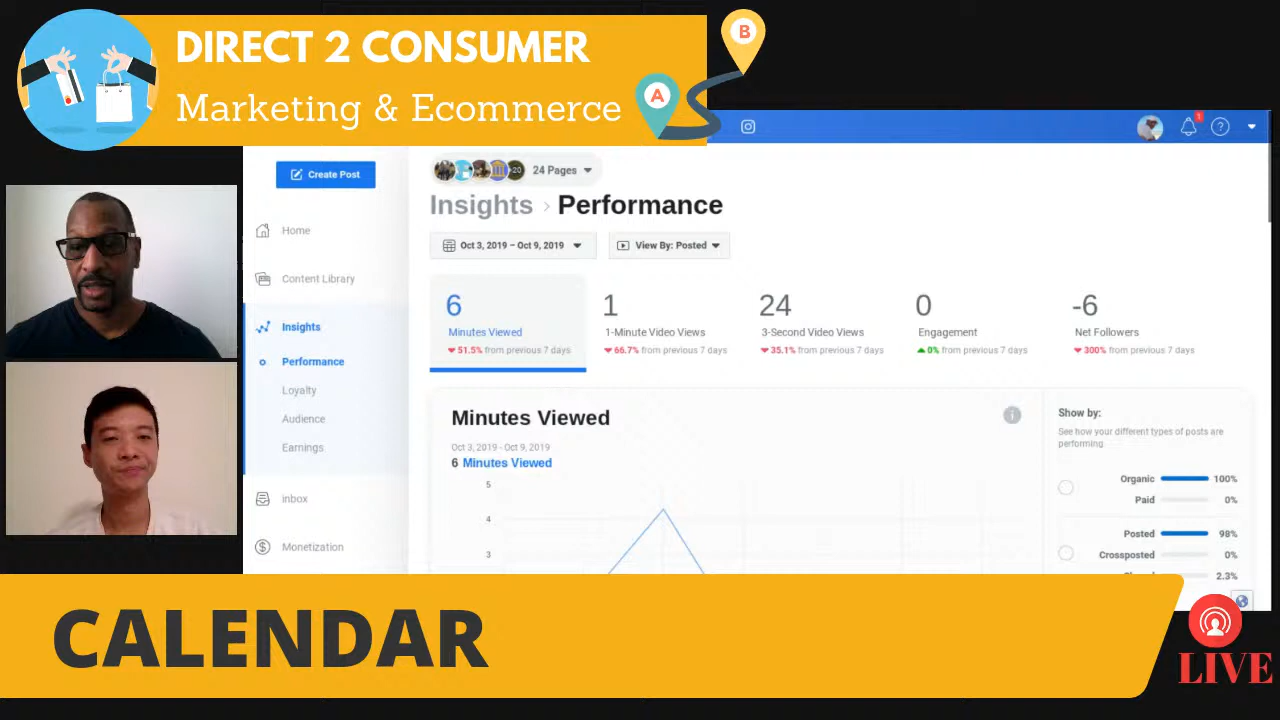 DIRECT 2 CONSUMER
Marketing & Ecommerce
A
B
1
?
Create Post
Home
Content Library
Insights
Performance
Loyalty
Audience
Earnings
inbox
Monetization
+20
24 Pages
Insights › Performance
Oct 3, 2019 – Oct 9, 2019
View By: Posted
6
Minutes Viewed
51.5% from previous 7 days
1
1-Minute Video Views
66.7% from previous 7 days
24
3-Second Video Views
35.1% from previous 7 days
0
Engagement
0% from previous 7 days
-6
Net Followers
300% from previous 7 days
Minutes Viewed
Oct 3, 2019 - Oct 9, 2019
6 Minutes Viewed
5
4
3
Show by:
See how your different types of posts are
performing
Organic 100%
Paid 0%
Posted 98%
Crossposted 0%
2.3%
CALENDAR
LIVE